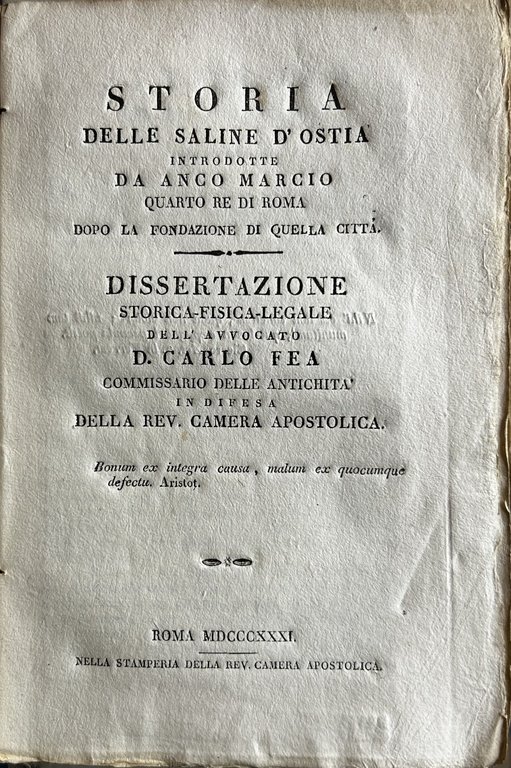 STORIA
DELLE SALINE D' OSTIA
INTRODOTTE
DA ANCO MARCIO
QUARTO RE DI ROMA
DOPO LA FONDAZIONE DI QUELLA CITTÁ.
DISSERTAZIONE
STORICA-FISICA-LEGALE
DELL' AVVOCATO
D. CARLO FEA
COMMISSARIO DELLE ANTICHITA'
IN DIFESA
DELLA REV. CAMERA APOSTOLICA.
Bonum ex integra causa, malum ex quocumque
defectu. Aristot.
ROMA MDCCCXXXI.
NELLA STAMPERIA DELLA REV. CAMERA APOSTOLICA.